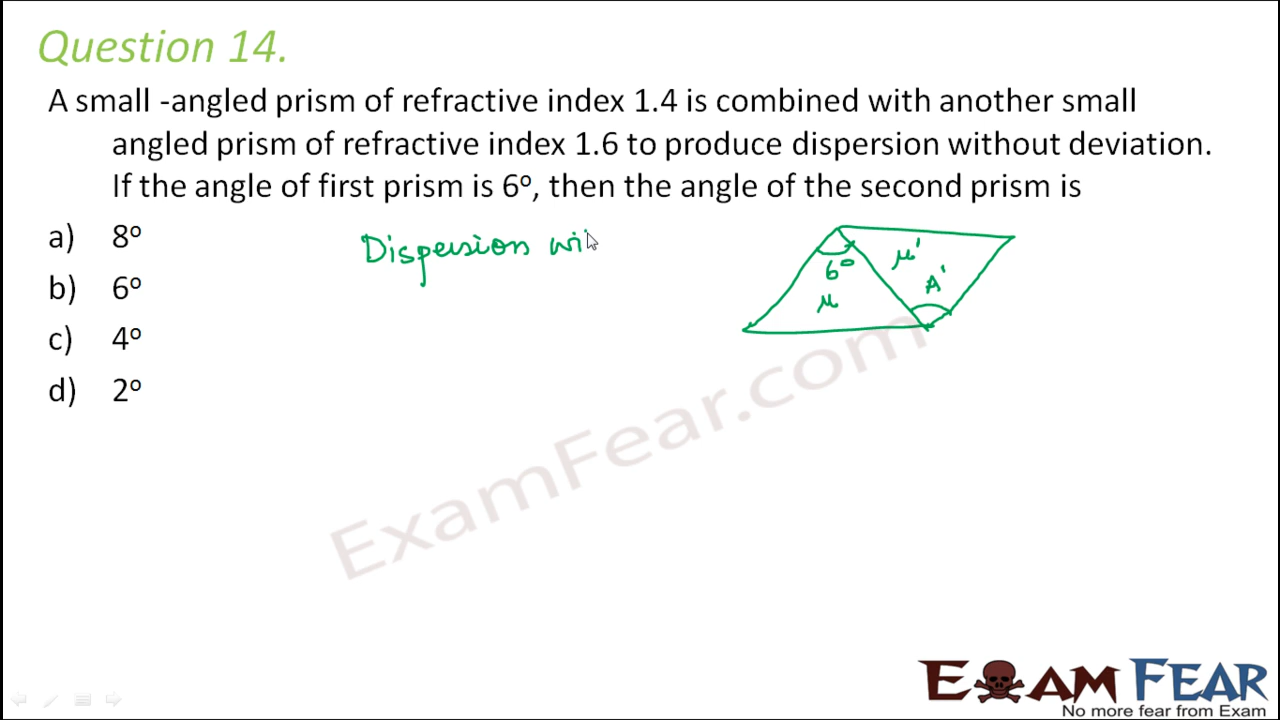 Question 14.
A small -angled prism of refractive index 1.4 is combined with another small
angled prism of refractive index 1.6 to produce dispersion without deviation.
If the angle of first prism is 6º, then the angle of the second prism is
a) 8º
b) 6º
c) 4º
d) 2º
Dispersion wi
6º
μ
μ'
A'
ExamFear.com
EXAM FEAR
No more fear from Exam